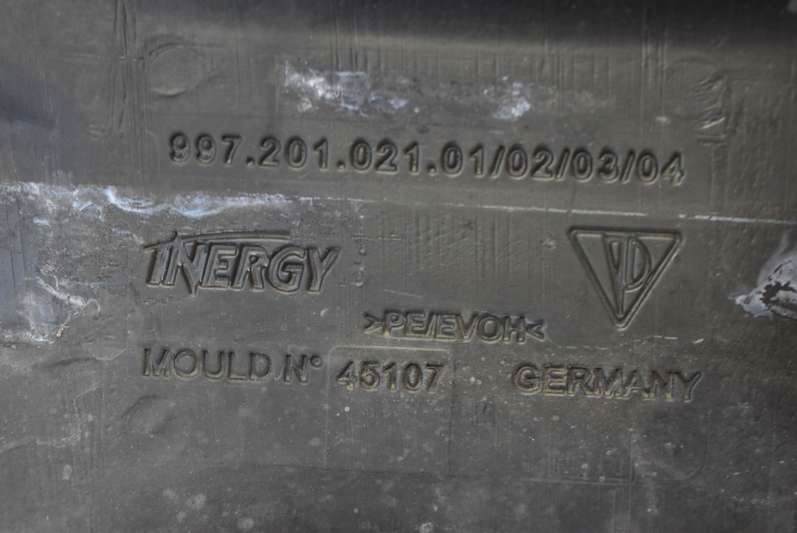 997.201.021.01/02/03/04
INERGY
>PE/EVOH<
MOULD N° 45107 GERMANY